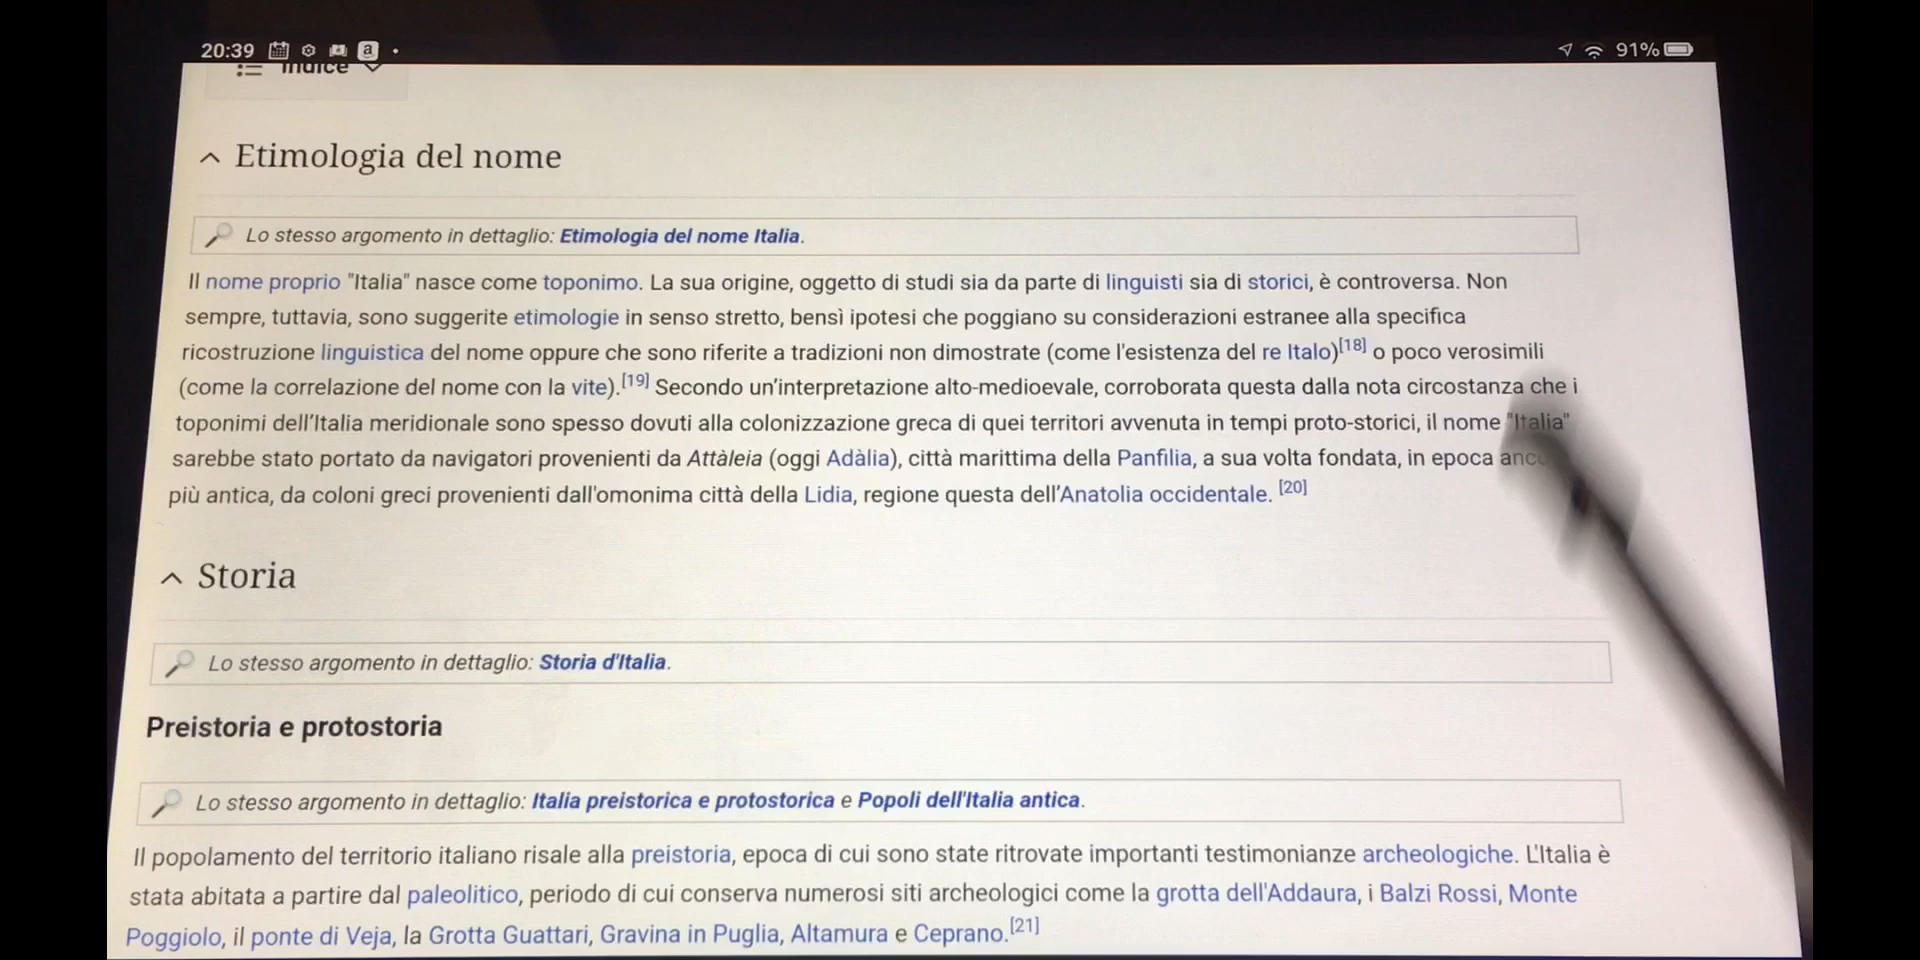 20:39
91%
Indice
Etimologia del nome
Lo stesso argomento in dettaglio: Etimologia del nome Italia.
Il nome proprio "Italia" nasce come toponimo. La sua origine, oggetto di studi sia da parte di linguisti sia di storici, è controversa. Non
sempre, tuttavia, sono suggerite etimologie in senso stretto, bensì ipotesi che poggiano su considerazioni estranee alla specifica
ricostruzione linguistica del nome oppure che sono riferite a tradizioni non dimostrate (come l'esistenza del re Italo)[18] o poco verosimili
(come la correlazione del nome con la vite).[19] Secondo un'interpretazione alto-medioevale, corroborata questa dalla nota circostanza che i
toponimi dell'Italia meridionale sono spesso dovuti alla colonizzazione greca di quei territori avvenuta in tempi proto-storici, il nome "Italia"
sarebbe stato portato da navigatori provenienti da Attàleia (oggi Adàlia), città marittima della Panfilia, a sua volta fondata, in epoca
più antica, da coloni greci provenienti dall'omonima città della Lidia, regione questa dell'Anatolia occidentale. [20]
Storia
Lo stesso argomento in dettaglio: Storia d'Italia.
Preistoria e protostoria
Lo stesso argomento in dettaglio: Italia preistorica e protostorica e Popoli dell'Italia antica.
Il popolamento del territorio italiano risale alla preistoria, epoca di cui sono state ritrovate importanti testimonianze archeologiche. L'Italia è
stata abitata a partire dal paleolitico, periodo di cui conserva numerosi siti archeologici come la grotta dell'Addaura, i Balzi Rossi, Monte
Poggiolo, il ponte di Veja, la Grotta Guattari, Gravina in Puglia, Altamura e Ceprano.[21]